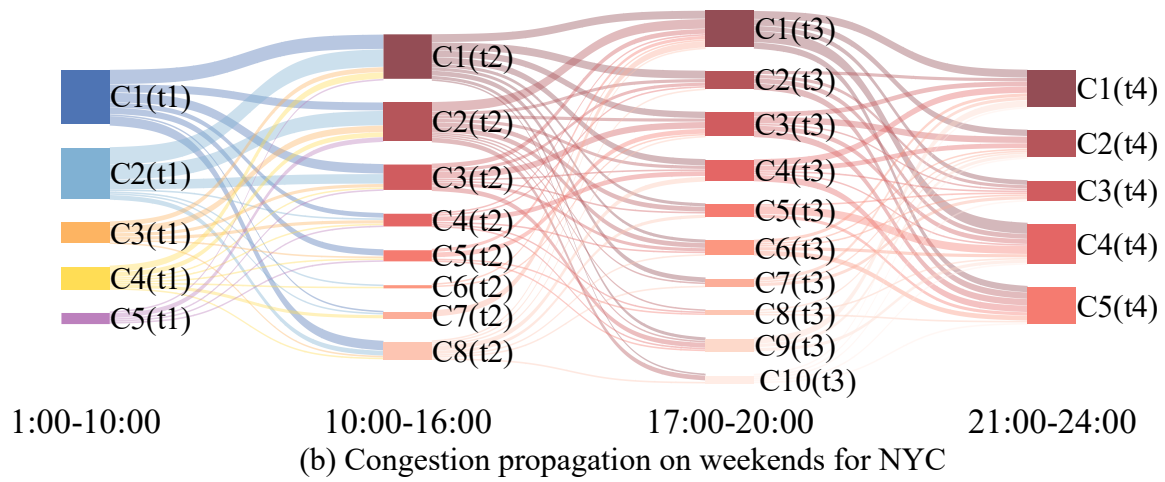 C1(t1)
C2(t1)
C3(t1)
C4(t1)
C5(t1)
C1(t2)
C2(t2)
C3(t2)
C4(t2)
C5(t2)
C6(t2)
C7(t2)
C8(t2)
C1(t3)
C2(t3)
C3(t3)
C4(t3)
C5(t3)
C6(t3)
C7(t3)
C8(t3)
C9(t3)
C10(t3)
C1(t4)
C2(t4)
C3(t4)
C4(t4)
C5(t4)
1:00-10:00
10:00-16:00
17:00-20:00
21:00-24:00
(b) Congestion propagation on weekends for NYC